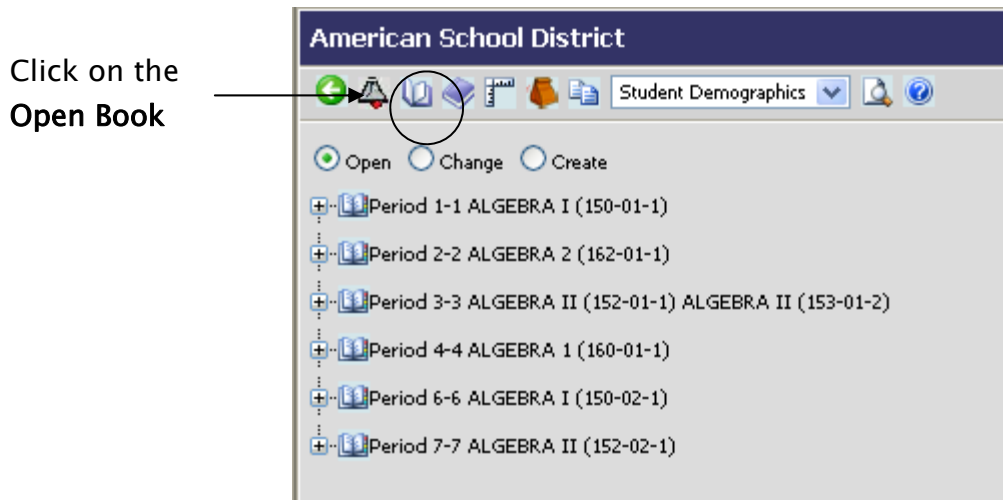 American School District
Click on the
Open Book
Student Demographics
Open Change Create
Period 1-1 ALGEBRA I (150-01-1)
Period 2-2 ALGEBRA 2 (162-01-1)
Period 3-3 ALGEBRA II (152-01-1) ALGEBRA II (153-01-2)
Period 4-4 ALGEBRA 1 (160-01-1)
Period 6-6 ALGEBRA I (150-02-1)
Period 7-7 ALGEBRA II (152-02-1)